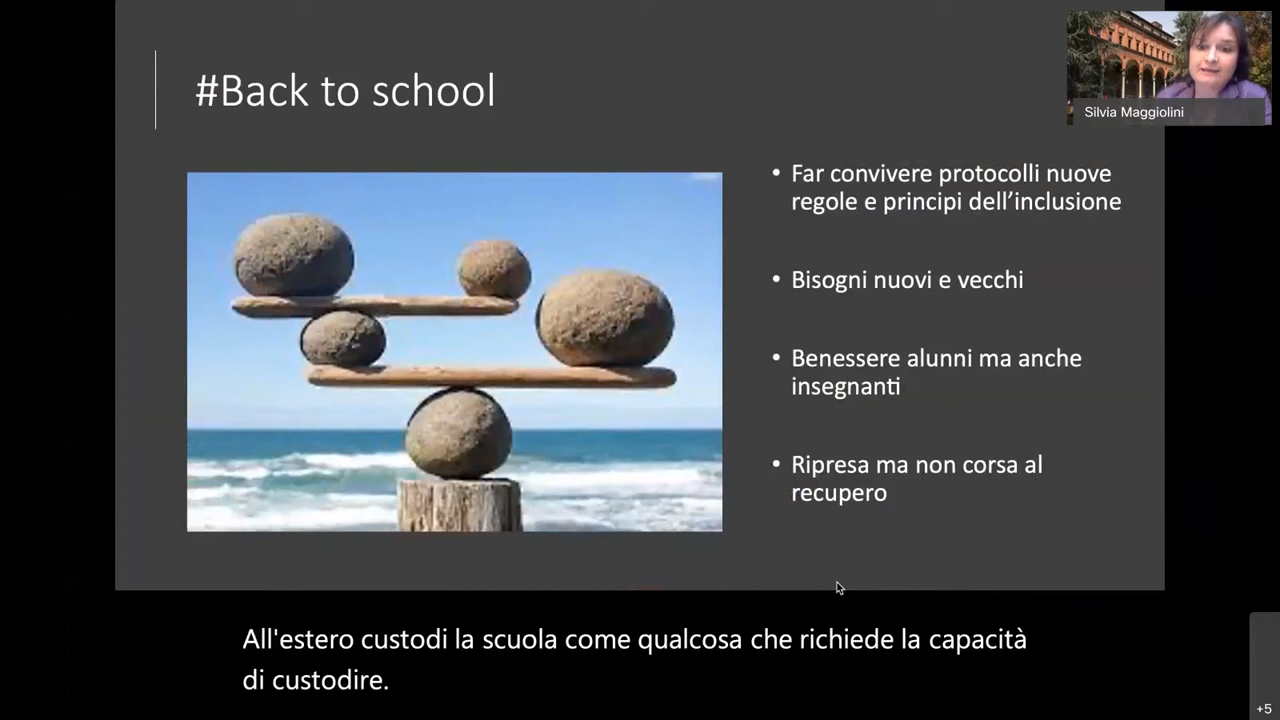 #Back to school
Silvia Maggiolini
• Far convivere protocolli nuove
regole e principi dell’inclusione
• Bisogni nuovi e vecchi
• Benessere alunni ma anche
insegnanti
• Ripresa ma non corsa al
recupero
All'estero custodi la scuola come qualcosa che richiede la capacità
di custodire.
+5